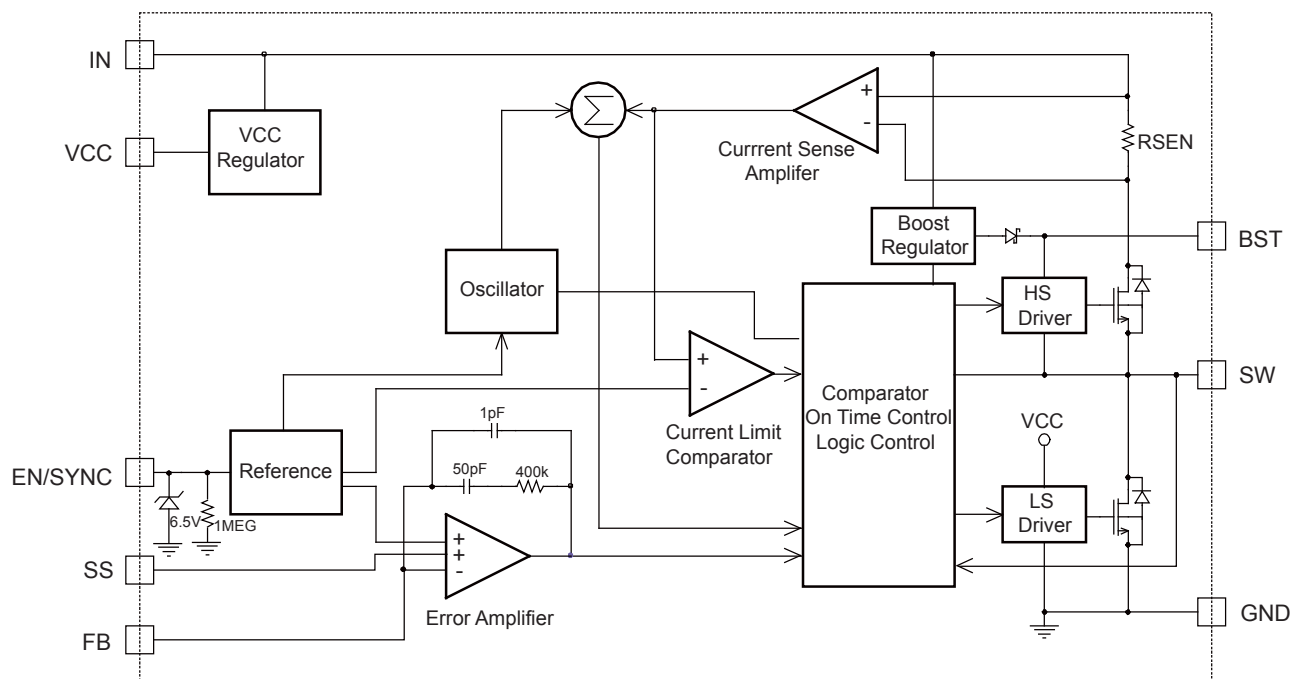 IN
VCC
Regulator
VCC
Σ
+
-
Currrent Sense
Amplifer
RSEN
Boost
Regulator
BST
Oscillator
HS
Driver
+
-
Current Limit
Comparator
Comparator
On Time Control
Logic Control
SW
1pF
50pF
400k
VCC
EN/SYNC
Reference
6.5V
1MEG
LS
Driver
+
+
-
SS
Error Amplifier
FB
GND